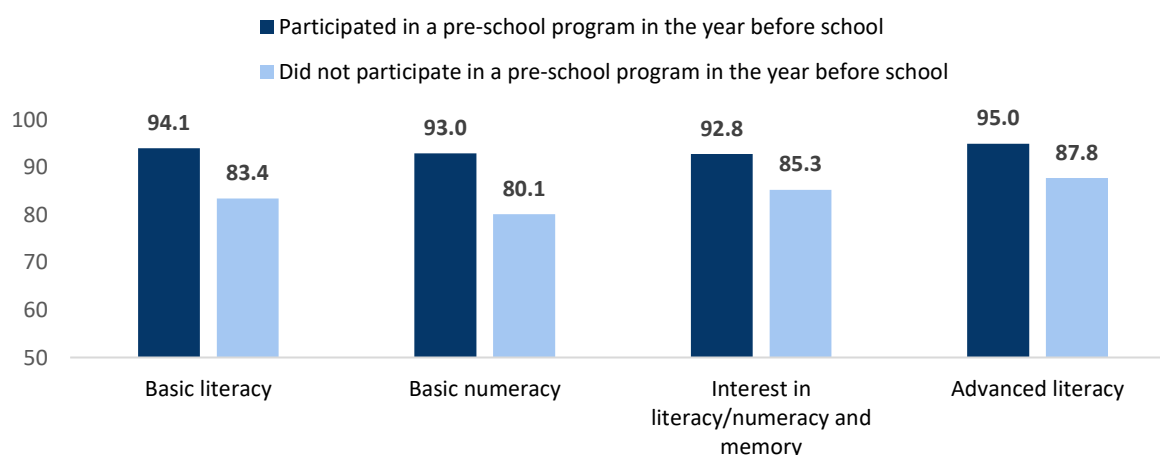 Participated in a pre-school program in the year before school
Did not participate in a pre-school program in the year before school
100
90
80
70
60
50
94.1
83.4
93.0
80.1
92.8
85.3
95.0
87.8
Basic literacy
Basic numeracy
Interest in
literacy/numeracy and
memory
Advanced literacy